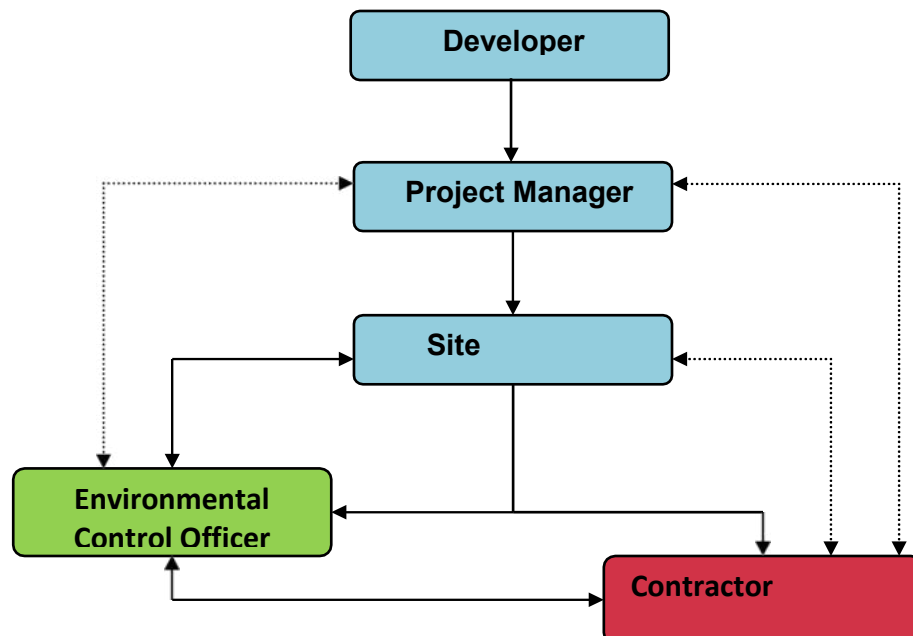 Developer
Project Manager
Site
Environmental
Control Officer
Contractor